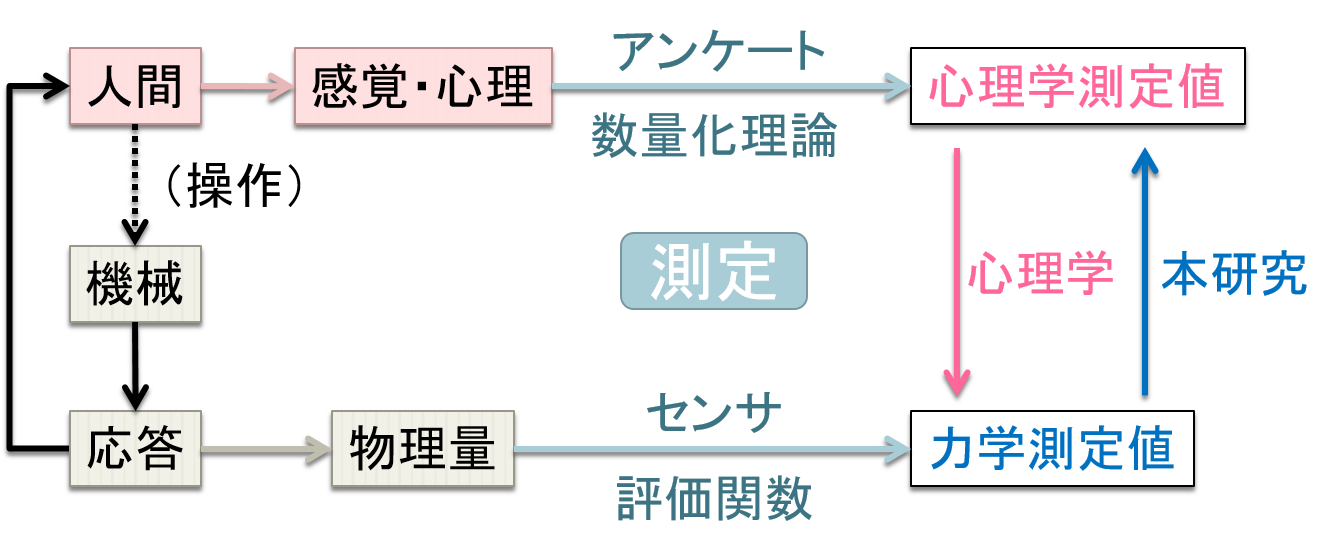 人間
感覚・心理
アンケート
数量化理論
心理学測定値
（操作）
機械
測定
心理学
本研究
応答
物理量
センサ
評価関数
力学測定値